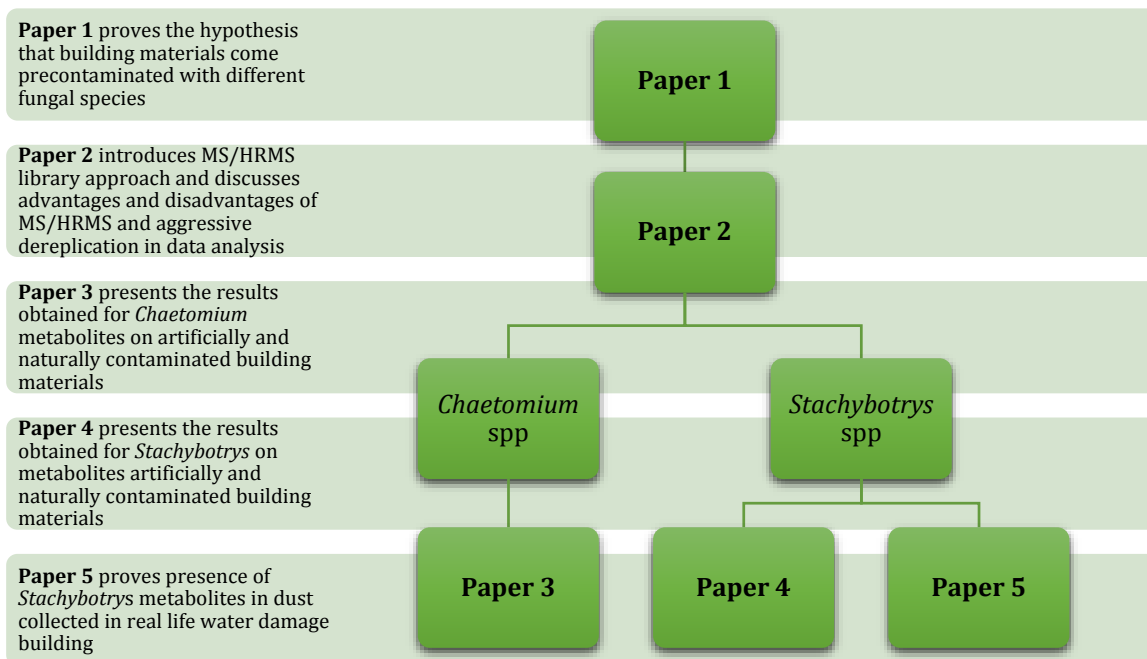 Paper 1 proves the hypothesis
that building materials come
precontaminated with different
fungal species
Paper 1
Paper 2 introduces MS/HRMS
library approach and discusses
advantages and disadvantages of
MS/HRMS and aggressive
dereplication in data analysis
Paper 2
Paper 3 presents the results
obtained for Chaetomium
metabolites on artificially and
naturally contaminated building
materials
Chaetomium
spp
Stachybotrys
spp
Paper 4 presents the results
obtained for Stachybotrys on
metabolites artificially and
naturally contaminated building
materials
Paper 3
Paper 4
Paper 5
Paper 5 proves presence of
Stachybotrys metabolites in dust
collected in real life water damage
building